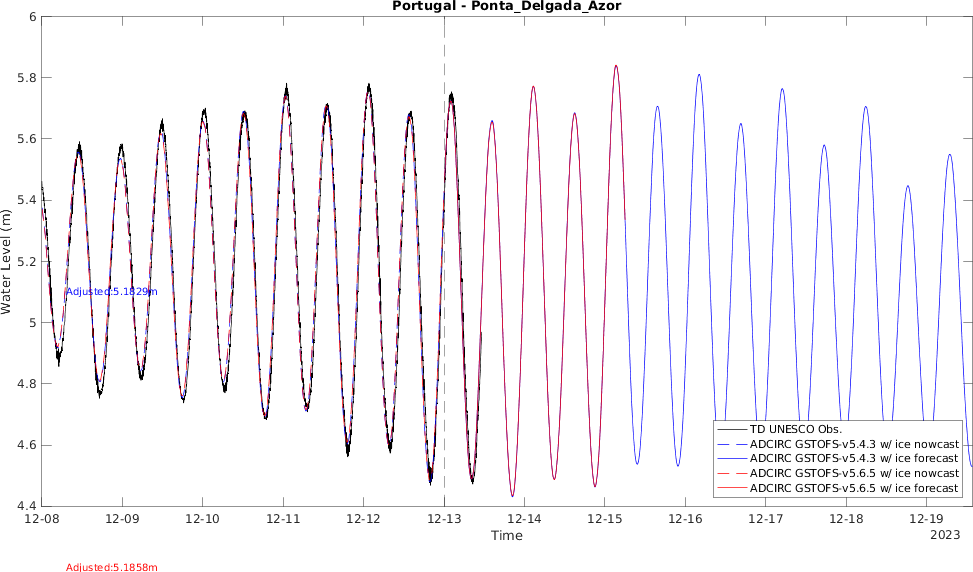 Portugal - Ponta_Delgada_Azor
6
5.8
5.6
5.4
5.2
5
4.8
4.6
4.4
Water Level (m)
Adjusted:5.1829m
TD UNESCO Obs.
ADCIRC GSTOFS-v5.4.3 w/ ice nowcast
ADCIRC GSTOFS-v5.4.3 w/ ice forecast
ADCIRC GSTOFS-v5.6.5 w/ ice nowcast
ADCIRC GSTOFS-v5.6.5 w/ ice forecast
12-08 12-09 12-10 12-11 12-12 12-13 12-14 12-15 12-16 12-17 12-18 12-19
Time
2023
Adjusted:5.1858m